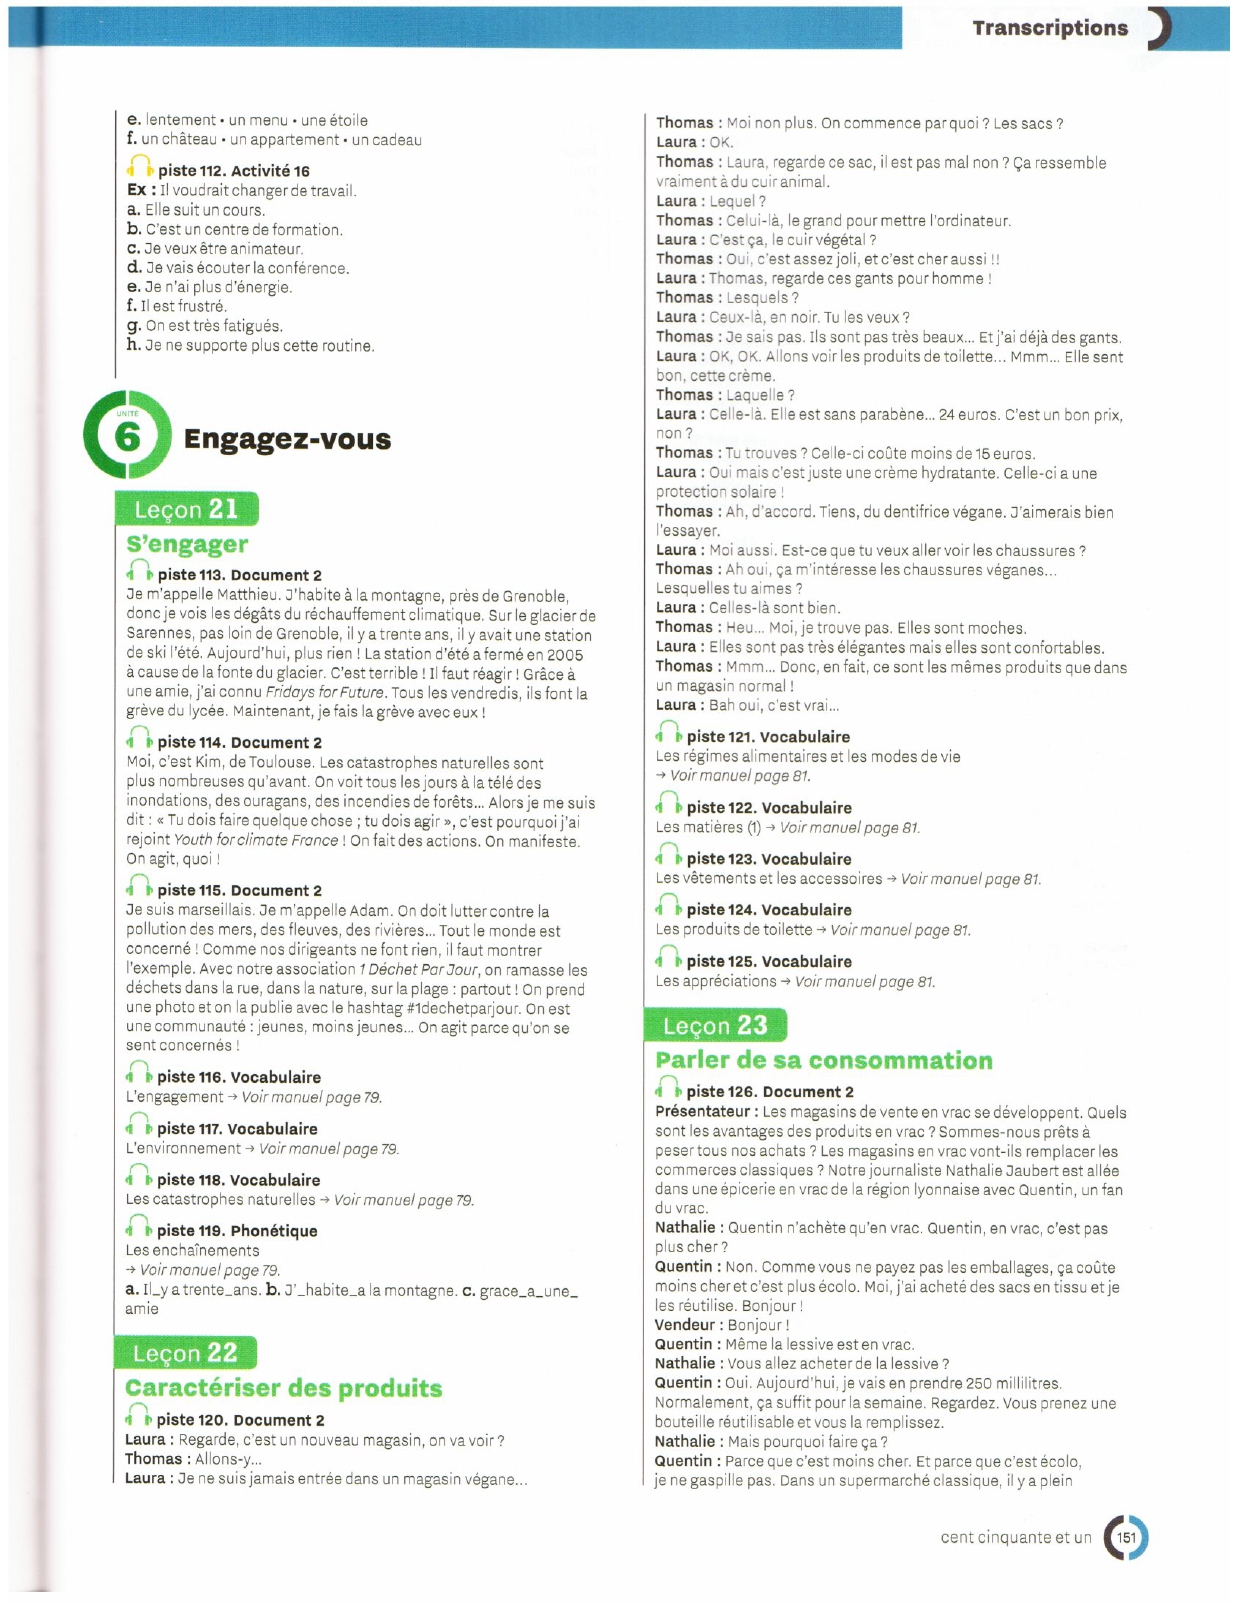 Transcriptions
e. lentement • un menu • une étoile
f. un château • un appartement • un cadeau
piste 112. Activité 16
Ex : Il voudrait changer de travail.
a. Elle suit un cours.
b. C'est un centre de formation.
c. Je veux être animateur.
d. Je vais écouter la conférence.
e. Je n'ai plus d'énergie.
f. Il est frustré.
g. On est très fatigués.
h. Je ne supporte plus cette routine.
UNITÉ
6 Engagez-vous
Leçon 21
S'engager
piste 113. Document 2
Je m'appelle Matthieu. J'habite à la montagne, près de Grenoble,
donc je vois les dégâts du réchauffement climatique. Sur le glacier de
Sarennes, pas loin de Grenoble, il y a trente ans, il y avait une station
de ski l'été. Aujourd'hui, plus rien ! La station d'été a fermé en 2005
à cause de la fonte du glacier. C'est terrible ! Il faut réagir ! Grâce à
une amie, j'ai connu Fridays for Future. Tous les vendredis, ils font la
grève du lycée. Maintenant, je fais la grève avec eux !
piste 114. Document 2
Moi, c'est Kim, de Toulouse. Les catastrophes naturelles sont
plus nombreuses qu'avant. On voit tous les jours à la télé des
inondations, des ouragans, des incendies de forêts... Alors je me suis
dit : « Tu dois faire quelque chose ; tu dois agir », c'est pourquoi j'ai
rejoint Youth for climate France ! On fait des actions. On manifeste.
On agit, quoi !
piste 115. Document 2
Je suis marseillais. Je m'appelle Adam. On doit lutter contre la
pollution des mers, des fleuves, des rivières... Tout le monde est
concerné ! Comme nos dirigeants ne font rien, il faut montrer
l'exemple. Avec notre association 1 Déchet Par Jour, on ramasse les
déchets dans la rue, dans la nature, sur la plage : partout ! On prend
une photo et on la publie avec le hashtag #1dechetparjour. On est
une communauté : jeunes, moins jeunes... On agit parce qu'on se
sent concernés !
piste 116. Vocabulaire
L'engagement → Voir manuel page 79.
piste 117. Vocabulaire
L'environnement → Voir manuel page 79.
piste 118. Vocabulaire
Les catastrophes naturelles → Voir manuel page 79.
piste 119. Phonétique
Les enchaînements
→ Voir manuel page 79.
a. Il_y a trente_ans. b. J'_habite_a la montagne. c. grace_a_une_
amie
Leçon 22
Caractériser des produits
piste 120. Document 2
Laura : Regarde, c'est un nouveau magasin, on va voir ?
Thomas : Allons-y...
Laura : Je ne suis jamais entrée dans un magasin végane...
Thomas : Moi non plus. On commence par quoi ? Les sacs ?
Laura : OK.
Thomas : Laura, regarde ce sac, il est pas mal non ? Ça ressemble
vraiment à du cuir animal.
Laura : Lequel ?
Thomas : Celui-là, le grand pour mettre l'ordinateur.
Laura : C'est ça, le cuir végétal ?
Thomas : Oui, c'est assez joli, et c'est cher aussi !!
Laura : Thomas, regarde ces gants pour homme !
Thomas : Lesquels ?
Laura : Ceux-là, en noir. Tu les veux ?
Thomas : Je sais pas. Ils sont pas très beaux... Et j'ai déjà des gants.
Laura : OK, OK. Allons voir les produits de toilette... Mmm... Elle sent
bon, cette crème.
Thomas : Laquelle ?
Laura : Celle-là. Elle est sans parabène... 24 euros. C'est un bon prix,
non ?
Thomas : Tu trouves ? Celle-ci coûte moins de 15 euros.
Laura : Oui mais c'est juste une crème hydratante. Celle-ci a une
protection solaire !
Thomas : Ah, d'accord. Tiens, du dentifrice végane. J'aimerais bien
l'essayer.
Laura : Moi aussi. Est-ce que tu veux aller voir les chaussures ?
Thomas : Ah oui, ça m'intéresse les chaussures véganes...
Lesquelles tu aimes ?
Laura : Celles-là sont bien.
Thomas : Heu... Moi, je trouve pas. Elles sont moches.
Laura : Elles sont pas très élégantes mais elles sont confortables.
Thomas : Mmm... Donc, en fait, ce sont les mêmes produits que dans
un magasin normal !
Laura : Bah oui, c'est vrai...
piste 121. Vocabulaire
Les régimes alimentaires et les modes de vie
→ Voir manuel page 81.
piste 122. Vocabulaire
Les matières (1) → Voir manuel page 81.
piste 123. Vocabulaire
Les vêtements et les accessoires → Voir manuel page 81.
piste 124. Vocabulaire
Les produits de toilette → Voir manuel page 81.
piste 125. Vocabulaire
Les appréciations → Voir manuel page 81.
Leçon 23
Parler de sa consommation
piste 126. Document 2
Présentateur : Les magasins de vente en vrac se développent. Quels
sont les avantages des produits en vrac ? Sommes-nous prêts à
peser tous nos achats ? Les magasins en vrac vont-ils remplacer les
commerces classiques ? Notre journaliste Nathalie Jaubert est allée
dans une épicerie en vrac de la région lyonnaise avec Quentin, un fan
du vrac.
Nathalie : Quentin n'achète qu'en vrac. Quentin, en vrac, c'est pas
plus cher ?
Quentin : Non. Comme vous ne payez pas les emballages, ça coûte
moins cher et c'est plus écolo. Moi, j'ai acheté des sacs en tissu et je
les réutilise. Bonjour !
Vendeur : Bonjour !
Quentin : Même la lessive est en vrac.
Nathalie : Vous allez acheter de la lessive ?
Quentin : Oui. Aujourd'hui, je vais en prendre 250 millilitres.
Normalement, ça suffit pour la semaine. Regardez. Vous prenez une
bouteille réutilisable et vous la remplissez.
Nathalie : Mais pourquoi faire ça ?
Quentin : Parce que c'est moins cher. Et parce que c'est écolo,
je ne gaspille pas. Dans un supermarché classique, il y a plein
cent cinquante et un 151